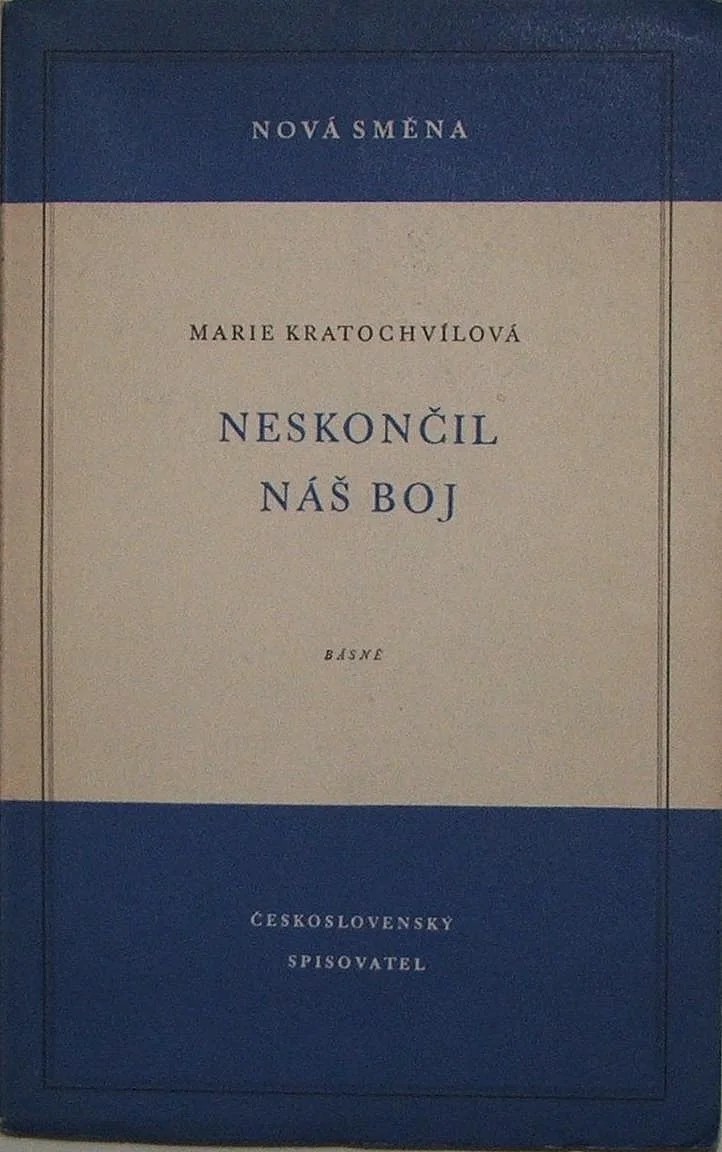 NOVÁ SMĚNA
MARIE KRATOCHVÍLOVÁ
NESKONČIL
NÁŠ BOJ
BÁSNĚ
ČESKOSLOVENSKÝ
SPISOVATEL